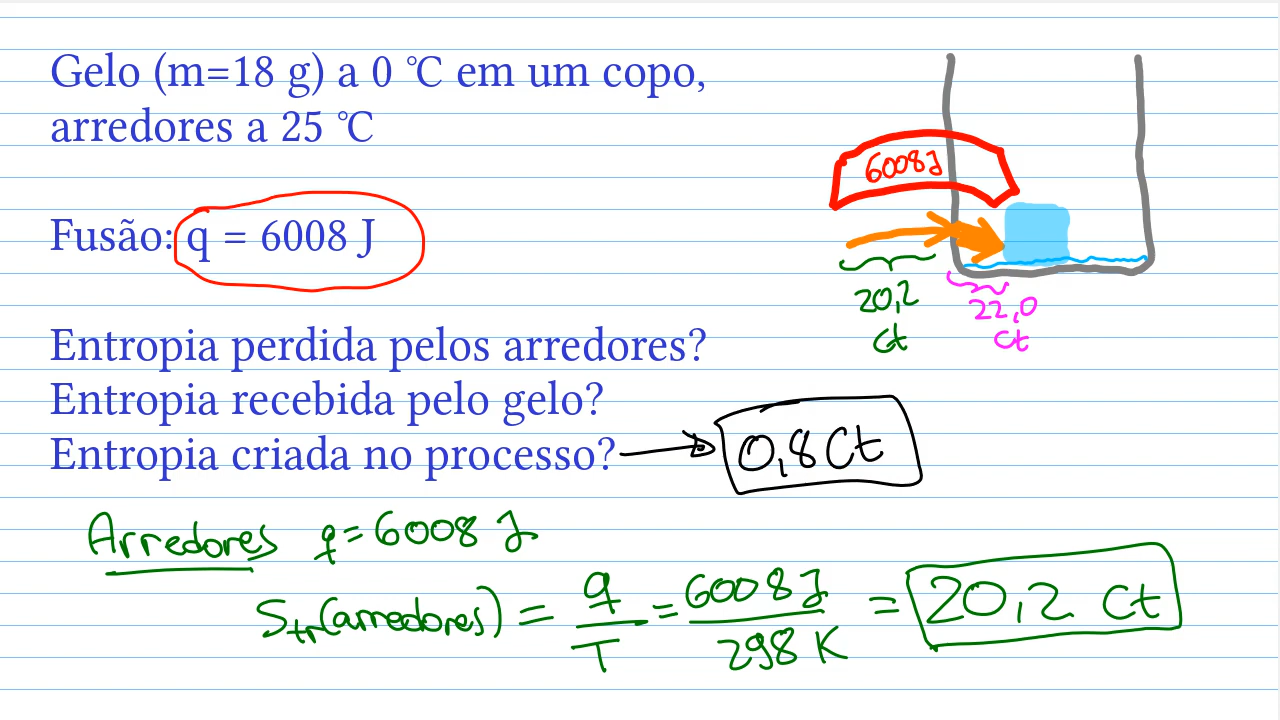 Gelo (m=18 g) a 0 °C em um copo,
arredores a 25 °C
6008J
Fusão: q = 6008 J
20,2
Ct
22,0
Ct
Entropia perdida pelos arredores?
Entropia recebida pelo gelo?
Entropia criada no processo? → 0,8 Ct
Arredores q = 6008 J
Str(arredores) = q/T = 6008 J/298 K = 20,2 Ct